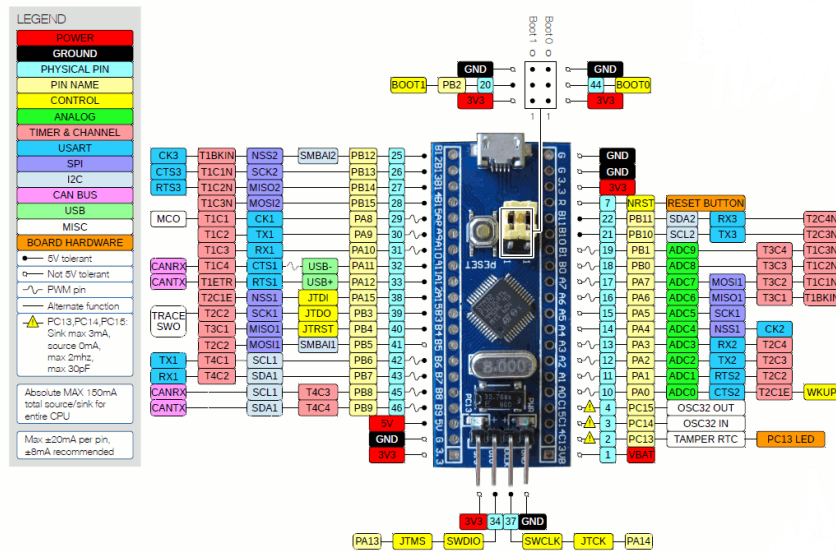 LEGEND
POWER
GROUND
PHYSICAL PIN
PIN NAME
CONTROL
ANALOG
TIMER & CHANNEL
USART
SPI
I2C
CAN BUS
USB
MISC
BOARD HARDWARE
5V tolerant
Not 5V tolerant
PWM pin
Alternate function
PC13,PC14,PC15:
Sink max 3mA,
source 0mA,
max 2mhz,
max 30pF
Absolute MAX 150mA
total source/sink for
entire CPU
Max ±20mA per pin,
±8mA recommended
Boot 1 Boot 0
GND GND
BOOT1 PB2 20 44 BOOT0
3V3 3V3
1 1
CK3 T1BKIN NSS2 SMBAI2 PB12 25
CTS3 T1C1N SCK2 PB13 26
RTS3 T1C2N MISO2 PB14 27
T1C3N MOSI2 PB15 28
MCO T1C1 CK1 PA8 29
T1C2 TX1 PA9 30
T1C3 RX1 PA10 31
CANRX T1C4 CTS1 USB- PA11 32
CANTX T1ETR RTS1 USB+ PA12 33
T2C1E NSS1 JTDI PA15 38
TRACE SWO T2C2 SCK1 JTDO PB3 39
T3C1 MISO1 JTRST PB4 40
T2C2 MOSI1 SMBAI1 PB5 41
TX1 T4C1 SCL1 PB6 42
RX1 T4C2 SDA1 PB7 43
CANRX SCL1 T4C3 PB8 45
CANTX SDA1 T4C4 PB9 46
5V
GND
3V3
GND
GND
3V3
7 NRST RESET BUTTON
22 PB11 SDA2 RX3 T2C4N
21 PB10 SCL2 TX3 T2C3N
19 PB1 ADC9 T3C4 T1C3N
18 PB0 ADC8 T3C3 T1C2N
17 PA7 ADC7 MOSI1 T3C2 T1C1N
16 PA6 ADC6 MISO1 T3C1 T1BKIN
15 PA5 ADC5 SCK1
14 PA4 ADC4 NSS1 CK2
13 PA3 ADC3 RX2 T2C4
12 PA2 ADC2 TX2 T2C3
11 PA1 ADC1 RTS2 T2C2
10 PA0 ADC0 CTS2 T2C1E WKUP
4 PC15 OSC32 OUT
3 PC14 OSC32 IN
2 PC13 TAMPER RTC PC13 LED
1 VBAT
RESET
8.000
PC13
3V3 34 37 GND
PA13 JTMS SWDIO SWCLK JTCK PA14